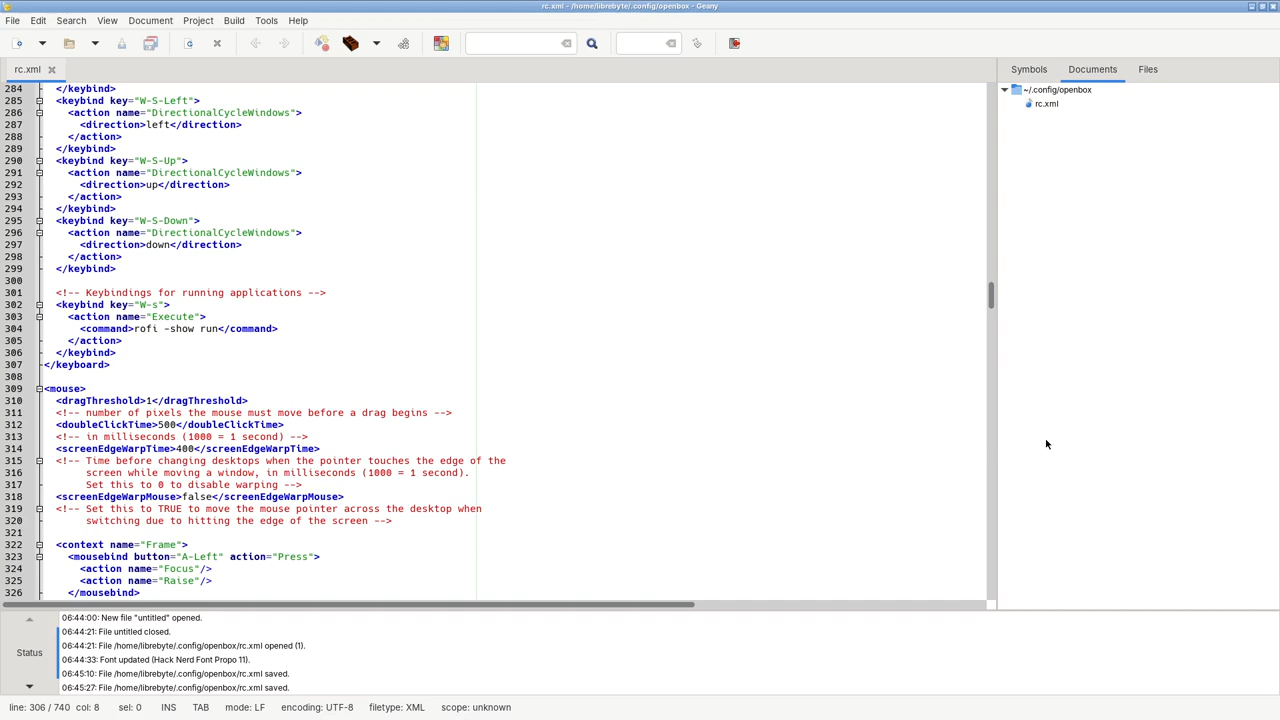 rc.xml - /home/librebyte/.config/openbox - Geany
File Edit Search View Document Project Build Tools Help
rc.xml
Symbols Documents Files
~/.config/openbox
rc.xml
284 </keybind>
285 <keybind key="W-S-Left">
286 <action name="DirectionalCycleWindows">
287 <direction>left</direction>
288 </action>
289 </keybind>
290 <keybind key="W-S-Up">
291 <action name="DirectionalCycleWindows">
292 <direction>up</direction>
293 </action>
294 </keybind>
295 <keybind key="W-S-Down">
296 <action name="DirectionalCycleWindows">
297 <direction>down</direction>
298 </action>
299 </keybind>
300
301 <!-- Keybindings for running applications -->
302 <keybind key="W-s">
303 <action name="Execute">
304 <command>rofi -show run</command>
305 </action>
306 </keybind>
307 </keyboard>
308
309 <mouse>
310 <dragThreshold>1</dragThreshold>
311 <!-- number of pixels the mouse must move before a drag begins -->
312 <doubleClickTime>500</doubleClickTime>
313 <!-- in milliseconds (1000 = 1 second) -->
314 <screenEdgeWarpTime>400</screenEdgeWarpTime>
315 <!-- Time before changing desktops when the pointer touches the edge of the
316 screen while moving a window, in milliseconds (1000 = 1 second).
317 Set this to 0 to disable warping -->
318 <screenEdgeWarpMouse>false</screenEdgeWarpMouse>
319 <!-- Set this to TRUE to move the mouse pointer across the desktop when
320 switching due to hitting the edge of the screen -->
321
322 <context name="Frame">
323 <mousebind button="A-Left" action="Press">
324 <action name="Focus"/>
325 <action name="Raise"/>
326 </mousebind>
Status
06:44:00: New file "untitled" opened.
06:44:21: File untitled closed.
06:44:21: File /home/librebyte/.config/openbox/rc.xml opened (1).
06:44:33: Font updated (Hack Nerd Font Propo 11).
06:45:10: File /home/librebyte/.config/openbox/rc.xml saved.
06:45:27: File /home/librebyte/.config/openbox/rc.xml saved.
line: 306 / 740 col: 8 sel: 0 INS TAB mode: LF encoding: UTF-8 filetype: XML scope: unknown